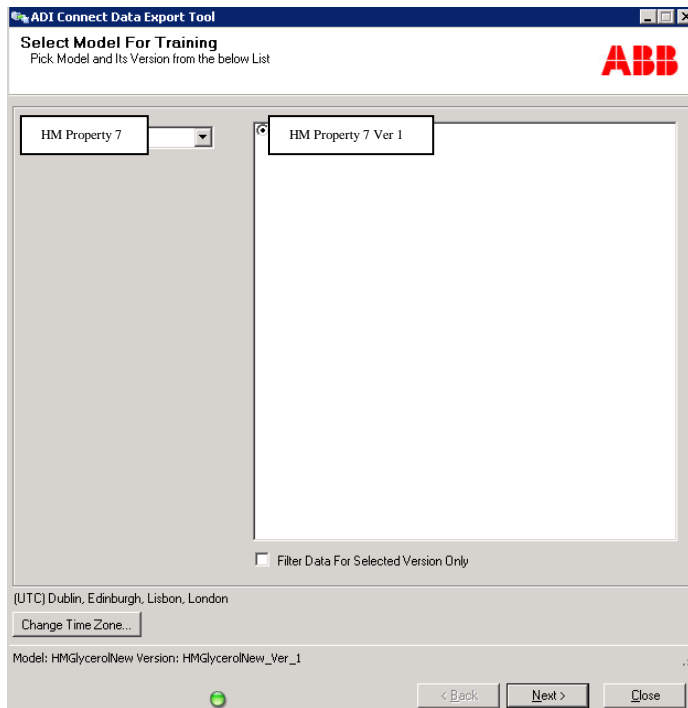 ADI Connect Data Export Tool
Select Model For Training
Pick Model and Its Version from the below List
ABB
HM Property 7
HM Property 7 Ver 1
Filter Data For Selected Version Only
(UTC) Dublin, Edinburgh, Lisbon, London
Change Time Zone...
Model: HMGlycerolNew Version: HMGlycerolNew_Ver_1
< Back Next > Close